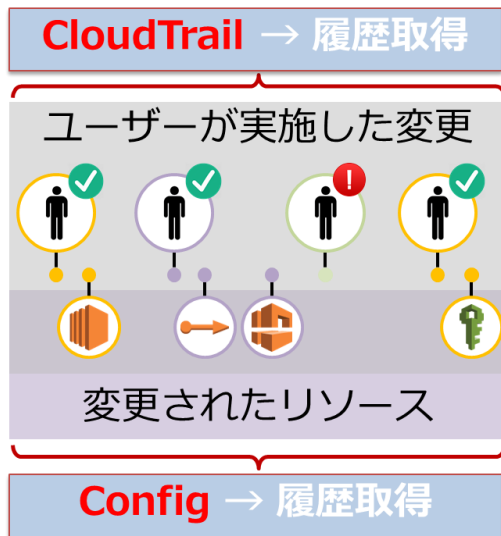 CloudTrail → 履歴取得
ユーザーが実施した変更
変更されたリソース
Config → 履歴取得